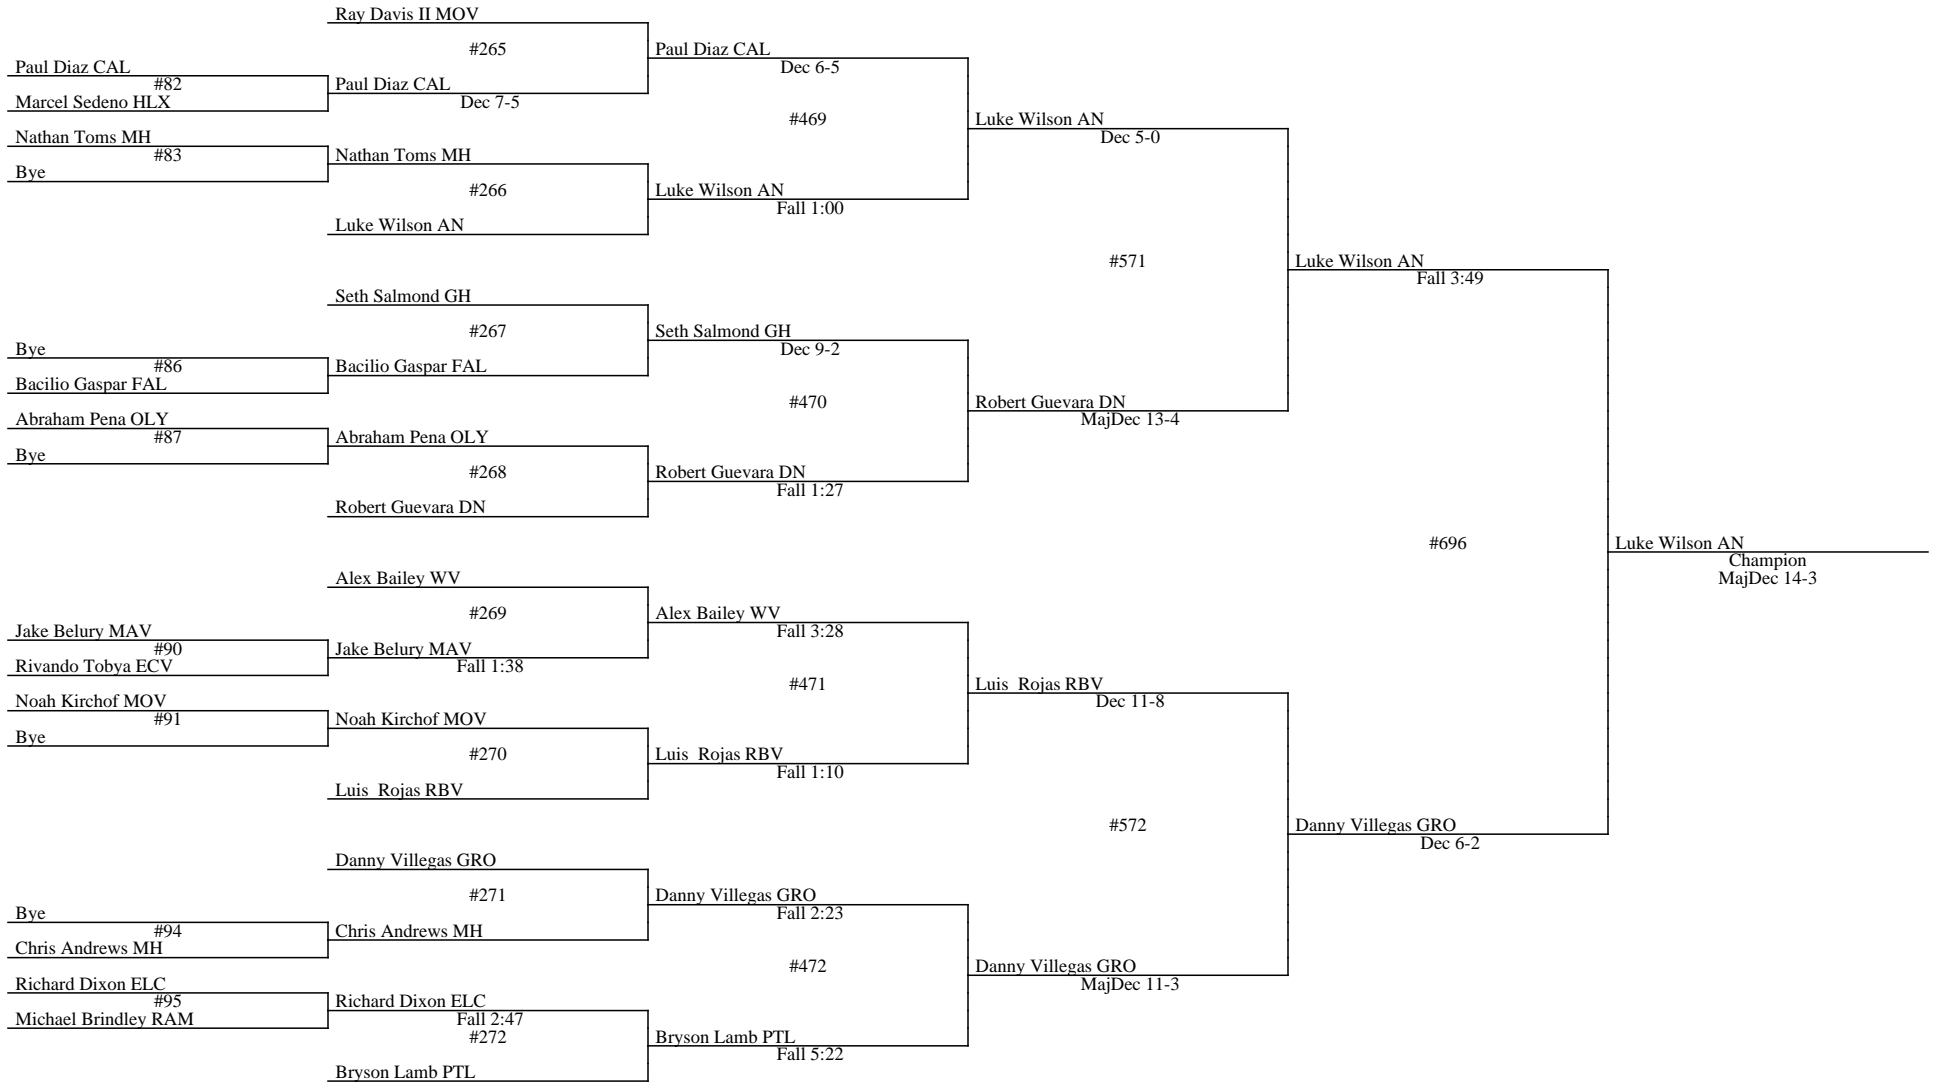 Ray Davis II MOV
#265
Paul Diaz CAL
Dec 6-5
Paul Diaz CAL
#82
Paul Diaz CAL
Dec 7-5
Marcel Sedeno HLX
#469
Luke Wilson AN
Dec 5-0
Nathan Toms MH
#83
Nathan Toms MH
Bye
#266
Luke Wilson AN
Fall 1:00
Luke Wilson AN
#571
Luke Wilson AN
Fall 3:49
Seth Salmond GH
#267
Seth Salmond GH
Dec 9-2
Bye
#86
Bacilio Gaspar FAL
Bacilio Gaspar FAL
#470
Robert Guevara DN
MajDec 13-4
Abraham Pena OLY
#87
Abraham Pena OLY
Bye
#268
Robert Guevara DN
Fall 1:27
Robert Guevara DN
#696
Luke Wilson AN
Champion
MajDec 14-3
Alex Bailey WV
#269
Alex Bailey WV
Fall 3:28
Jake Belury MAV
#90
Jake Belury MAV
Fall 1:38
Rivando Tobya ECV
#471
Luis  Rojas RBV
Dec 11-8
Noah Kirchof MOV
#91
Noah Kirchof MOV
Bye
#270
Luis  Rojas RBV
Fall 1:10
Luis  Rojas RBV
#572
Danny Villegas GRO
Dec 6-2
Danny Villegas GRO
#271
Danny Villegas GRO
Fall 2:23
Bye
#94
Chris Andrews MH
Chris Andrews MH
#472
Danny Villegas GRO
MajDec 11-3
Richard Dixon ELC
#95
Richard Dixon ELC
Fall 2:47
Michael Brindley RAM
#272
Bryson Lamb PTL
Fall 5:22
Bryson Lamb PTL